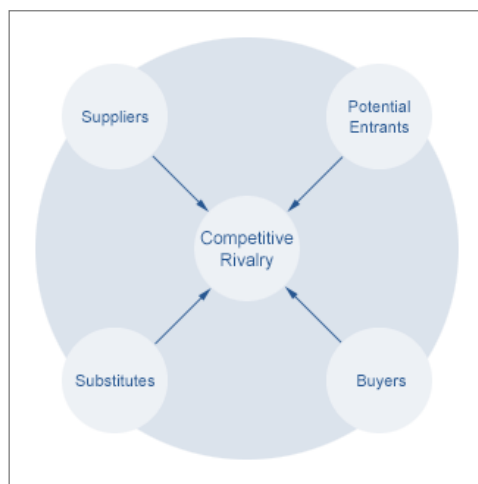 Suppliers
Potential
Entrants
Competitive
Rivalry
Substitutes
Buyers